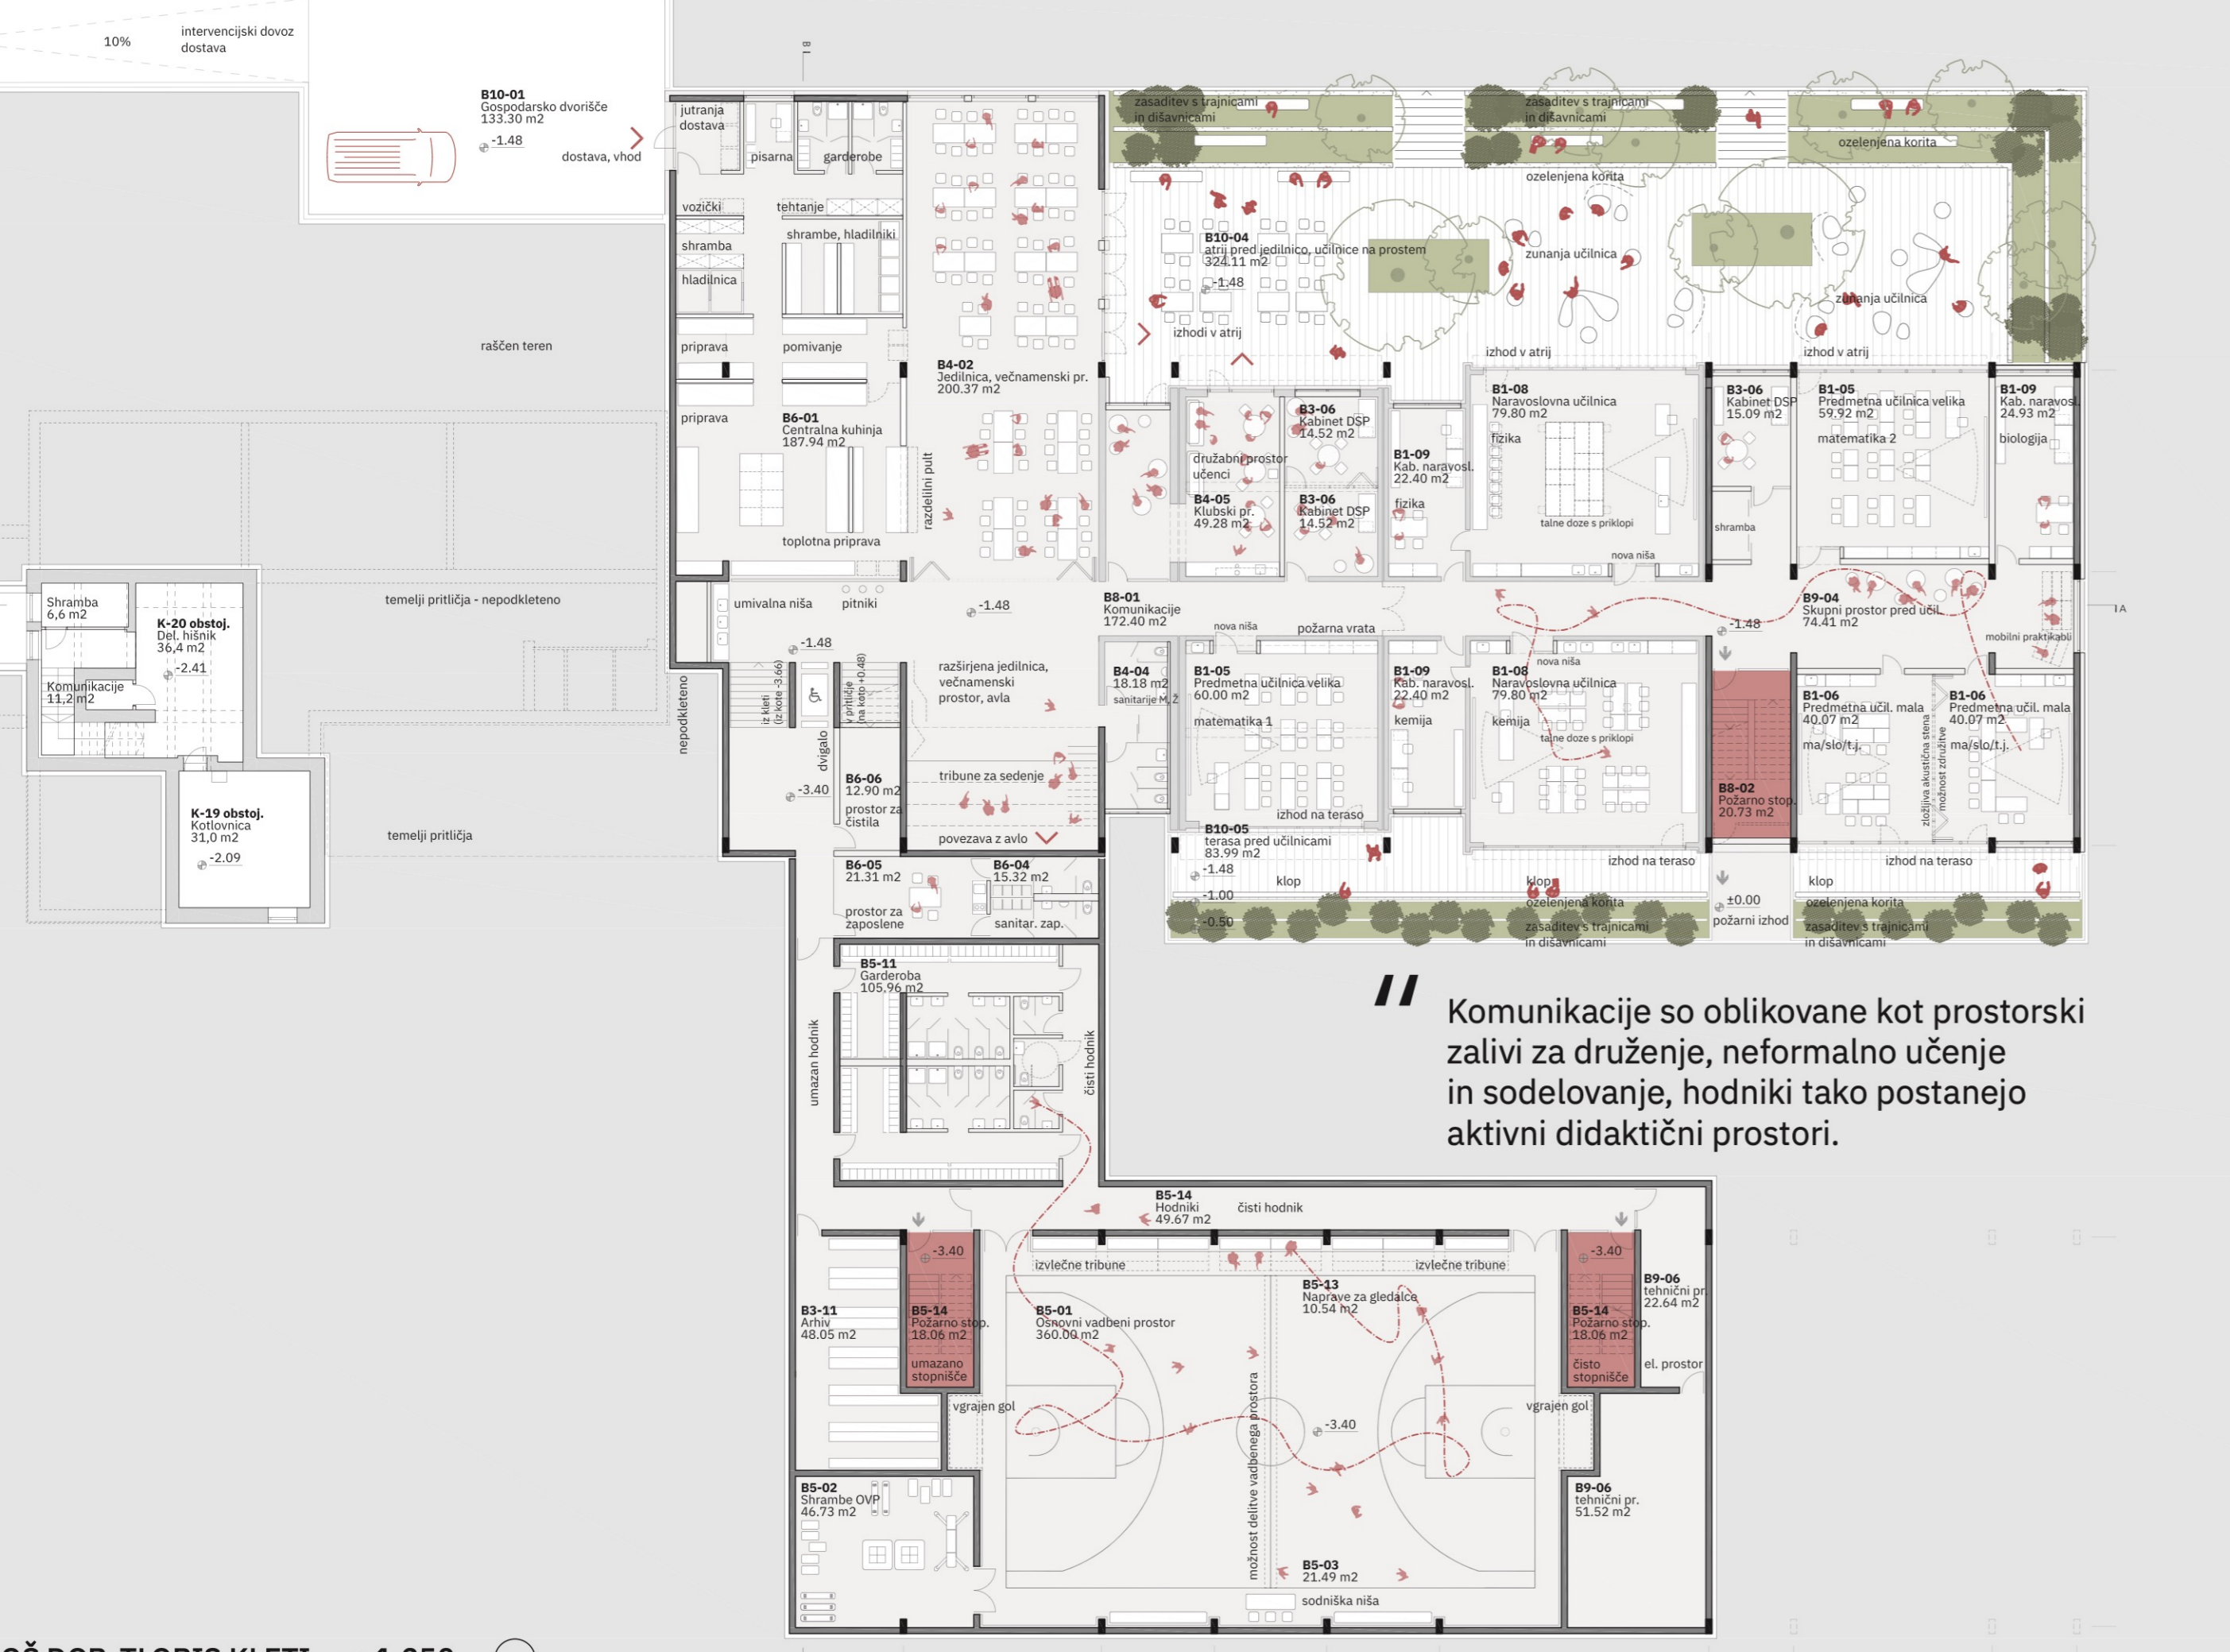 10%
intervencijski dovoz
dostava
B10-01
Gospodarsko dvorišče
133.30 m2
-1.48
dostava, vhod
jutranja
dostava
pisarna
garderobe
vozički
tehtanje
shramba
shrambe, hladilniki
hladilnica
priprava
pomivanje
priprava
B6-01
Centralna kuhinja
187.94 m2
toplotna priprava
razdelilni pult
B4-02
Jedilnica, večnamenski pr.
200.37 m2
zasaditev s trajnicami
in dišavnicami
zasaditev s trajnicami
in dišavnicami
ozelenjena korita
ozelenjena korita
B10-04
atrij pred jedilnico, učilnice na prostem
324.11 m2
-1.48
zunanja učilnica
zunanja učilnica
izhodi v atrij
izhod v atrij
izhod v atrij
raščen teren
družabni prostor
učenci
B4-05
Klubski pr.
49.28 m2
B3-06
Kabinet DSP
14.52 m2
B3-06
Kabinet DSP
14.52 m2
B1-09
Kab. naravosl.
22.40 m2
fizika
B1-08
Naravoslovna učilnica
79.80 m2
fizika
talne doze s priklopi
nova niša
B3-06
Kabinet DSP
15.09 m2
shramba
B1-05
Predmetna učilnica velika
59.92 m2
matematika 2
B1-09
Kab. naravosl.
24.93 m2
biologija
temelji pritličja - nepodkleteno
Shramba
6,6 m2
K-20 obstoj.
Del. hišnik
36,4 m2
-2.41
Komunikacije
11,2 m2
K-19 obstoj.
Kotlovnica
31,0 m2
-2.09
temelji pritličja
nepodkleteno
umivalna niša
pitniki
-1.48
-1.48
B8-01
Komunikacije
172.40 m2
nova niša
požarna vrata
B9-04
Skupni prostor pred učil.
74.41 m2
-1.48
mobilni praktikabli
A
iz kleti
(iz kote -3.66)
v pritličje
(na koto +0.48)
dvigalo
-3.40
B6-06
12.90 m2
prostor za
čistila
razširjena jedilnica,
večnamenski
prostor, avla
tribune za sedenje
povezava z avlo
B4-04
18.18 m2
sanitarije M, Ž
B1-05
Predmetna učilnica velika
60.00 m2
matematika 1
izhod na teraso
B1-09
Kab. naravosl.
22.40 m2
kemija
nova niša
B1-08
Naravoslovna učilnica
79.80 m2
kemija
talne doze s priklopi
B8-02
Požarno stop.
20.73 m2
B1-06
Predmetna učil. mala
40.07 m2
ma/slo/t.j.
zložljiva akustična stena
možnost združitve
B1-06
Predmetna učil. mala
40.07 m2
ma/slo/t.j.
B10-05
terasa pred učilnicami
83.99 m2
-1.48
-1.00
-0.50
klop
klop
izhod na teraso
ozelenjena korita
zasaditev s trajnicami
in dišavnicami
±0.00
požarni izhod
izhod na teraso
klop
ozelenjena korita
zasaditev s trajnicami
in dišavnicami
B6-05
21.31 m2
prostor za
zaposlene
B6-04
15.32 m2
sanitar. zap.
B5-11
Garderoba
105,96 m2
umazan hodnik
čisti hodnik
“
Komunikacije so oblikovane kot prostorski
zalivi za druženje, neformalno učenje
in sodelovanje, hodniki tako postanejo
aktivni didaktični prostori.
B5-14
Hodniki
49.67 m2
čisti hodnik
B3-11
Arhiv
48.05 m2
-3.40
B5-14
Požarno stop.
18.06 m2
umazano
stopnišče
izvlečne tribune
izvlečne tribune
B5-01
Osnovni vadbeni prostor
360.00 m2
B5-13
Naprave za gledalce
10.54 m2
-3.40
B5-14
Požarno stop.
18.06 m2
čisto
stopnišče
B9-06
tehnični pr.
22.64 m2
el. prostor
vgrajen gol
vgrajen gol
možnost delitve vadbenega prostora
-3.40
B5-02
Shrambe OVP
46.73 m2
B9-06
tehnični pr.
51.52 m2
B5-03
21.49 m2
sodniška niša